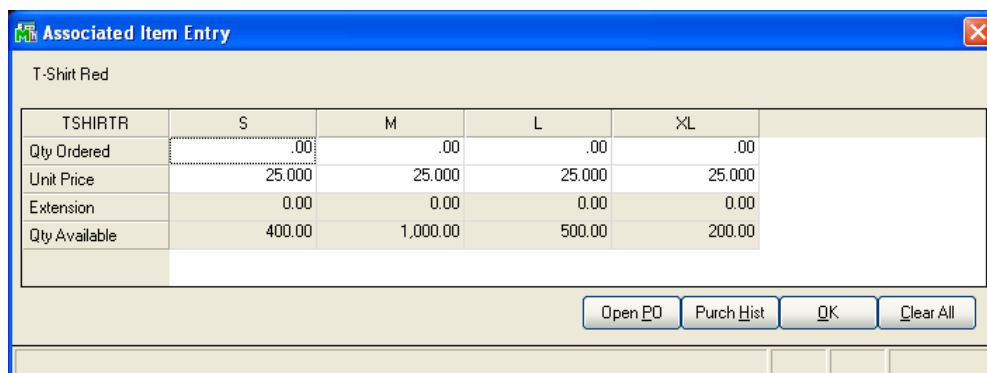 Associated Item Entry
T-Shirt Red
TSHIRTR S M L XL
Qty Ordered .00 .00 .00 .00
Unit Price 25.000 25.000 25.000 25.000
Extension 0.00 0.00 0.00 0.00
Qty Available 400.00 1,000.00 500.00 200.00
Open PO Purch Hist OK Clear All